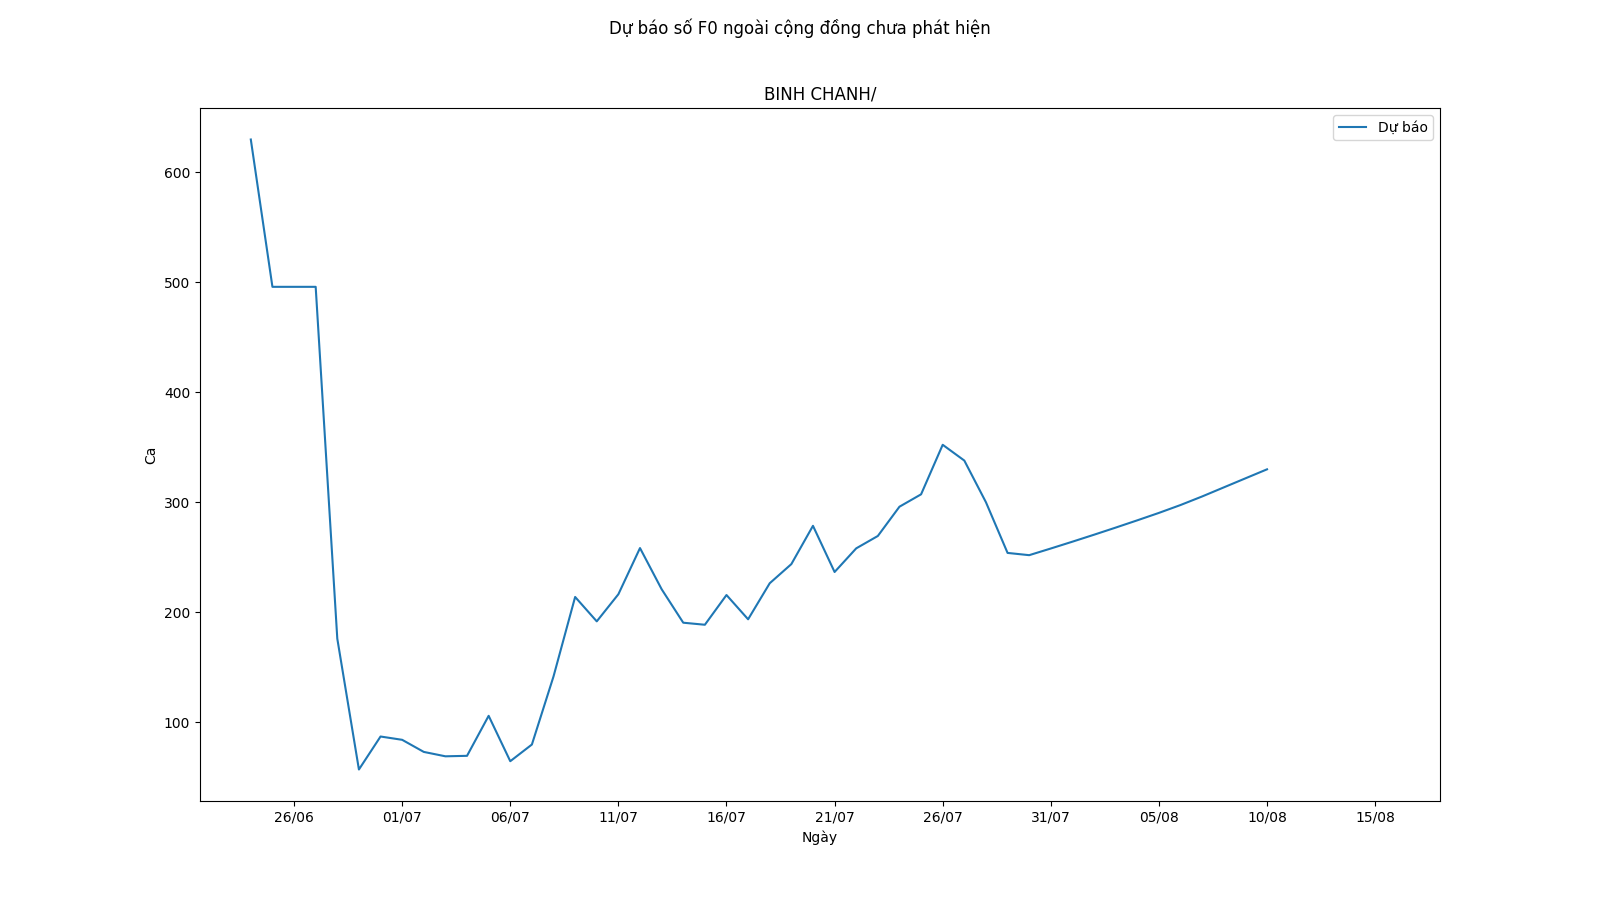 Dự báo số F0 ngoài cộng đồng chưa phát hiện
BINH CHANH/
Dự báo
600
500
400
300
200
100
Ca
26/06 01/07 06/07 11/07 16/07 21/07 26/07 31/07 05/08 10/08 15/08
Ngày